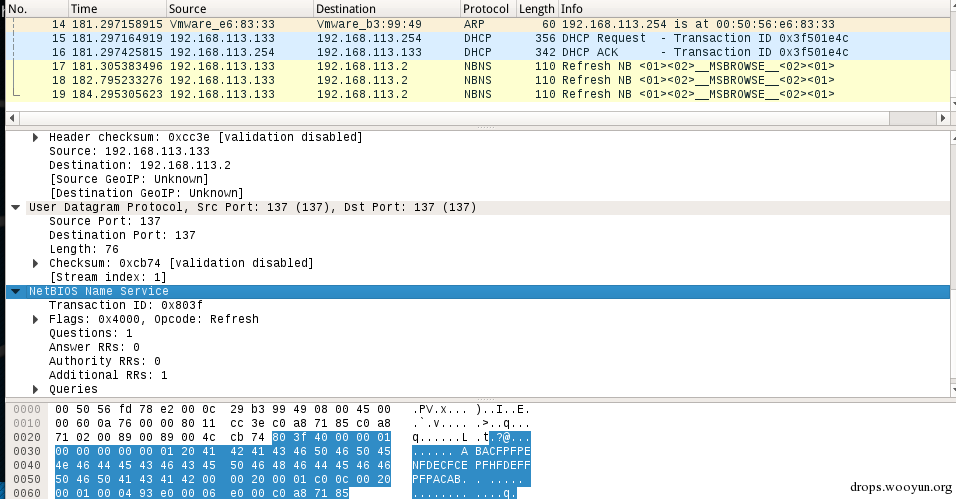 No. Time Source Destination Protocol Length Info
14 181.297158915 Vmware_e6:83:33 Vmware_b3:99:49 ARP 60 192.168.113.254 is at 00:50:56:e6:83:33
15 181.297164919 192.168.113.133 192.168.113.254 DHCP 356 DHCP Request - Transaction ID 0x3f501e4c
16 181.297425815 192.168.113.254 192.168.113.133 DHCP 342 DHCP ACK - Transaction ID 0x3f501e4c
17 181.305383496 192.168.113.133 192.168.113.2 NBNS 110 Refresh NB <01><02>__MSBROWSE__<02><01>
18 182.795233276 192.168.113.133 192.168.113.2 NBNS 110 Refresh NB <01><02>__MSBROWSE__<02><01>
19 184.295305623 192.168.113.133 192.168.113.2 NBNS 110 Refresh NB <01><02>__MSBROWSE__<02><01>
Header checksum: 0xcc3e [validation disabled]
Source: 192.168.113.133
Destination: 192.168.113.2
[Source GeoIP: Unknown]
[Destination GeoIP: Unknown]
User Datagram Protocol, Src Port: 137 (137), Dst Port: 137 (137)
Source Port: 137
Destination Port: 137
Length: 76
Checksum: 0xcb74 [validation disabled]
[Stream index: 1]
NetBIOS Name Service
Transaction ID: 0x803f
Flags: 0x4000, Opcode: Refresh
Questions: 1
Answer RRs: 0
Authority RRs: 0
Additional RRs: 1
Queries
0000 00 50 56 fd 78 e2 00 0c 29 b3 99 49 08 00 45 00 .PV.x... )..I..E.
0010 00 60 0a 76 00 00 80 11 cc 3e c0 a8 71 85 c0 a8 .`.v.... .>..q...
0020 71 02 00 89 00 89 00 4c cb 74 80 3f 40 00 00 01 q......L .t.?@...
0030 00 00 00 00 00 01 20 41 42 41 43 46 50 46 50 45 ...... A BACFPFPE
0040 4e 46 44 45 43 46 43 45 50 46 48 46 44 45 46 46 NFDECFCE PFHFDEFF
0050 50 46 50 41 43 41 42 00 00 20 00 01 c0 0c 00 20 PFPACAB. . .....
0060 00 01 00 04 93 e0 00 06 e0 00 c0 a8 71 85 ........ ....q.
drops.wooyun.org